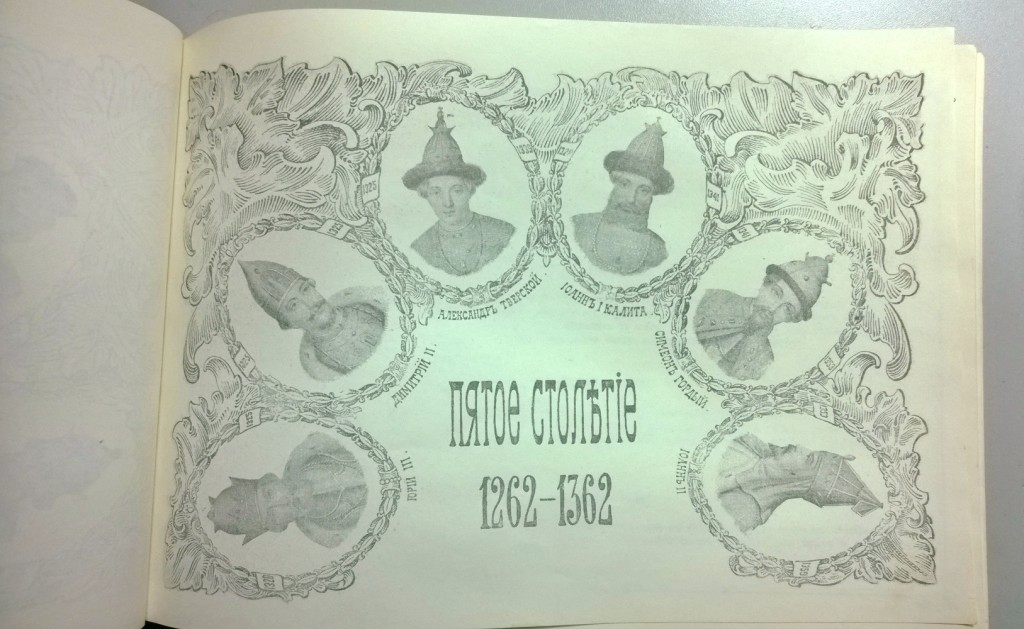 ЮРІЙ III.
ДИМИТРІЙ II.
АЛЕКСАНДРЪ ТВЕРСКОЙ.
ІОАННЪ I КАЛИТА
СИМЕОНЪ ГОРДЫЙ.
ІОАННЪ II
ПЯТОЕ СТОЛѢТІЕ
1262-1362